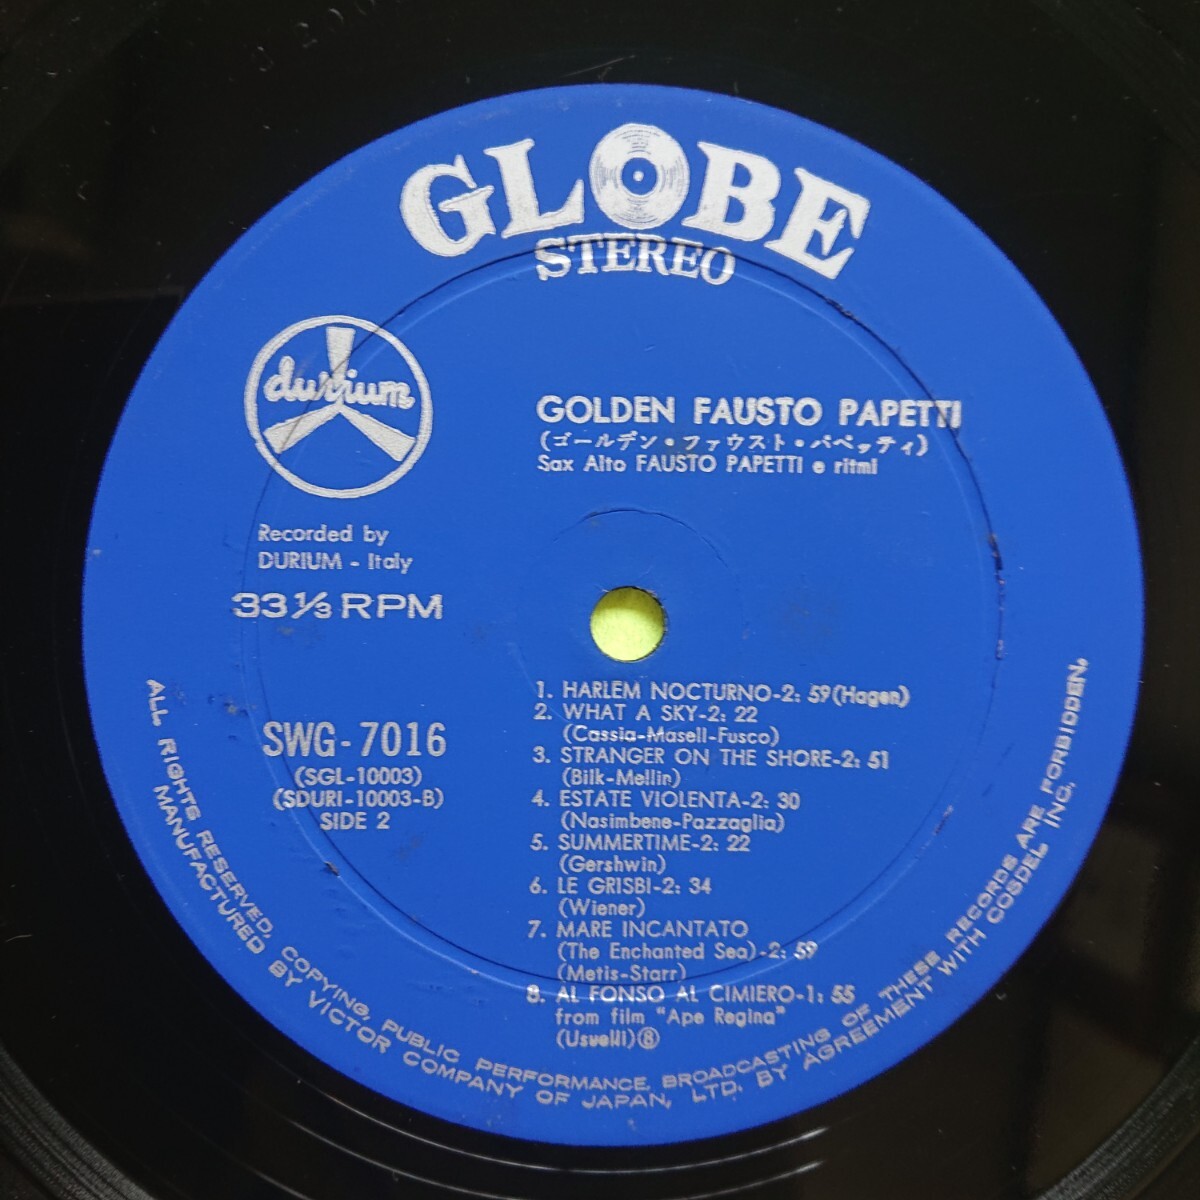 GLOBE
STEREO
durium
GOLDEN FAUSTO PAPETTI
(ゴールデン・ファウスト・パペッティ)
Sax Alto FAUSTO PAPETTI e ritmi
Recorded by
DURIUM - Italy
33 1/3 RPM
SWG-7016
(SGL-10003)
(SDURI-10003-B)
SIDE 2
1. HARLEM NOCTURNO-2: 59(Hagen)
2. WHAT A SKY-2: 22
(Cassia-Masell-Fusco)
3. STRANGER ON THE SHORE-2: 51
(Bilk-Mellin)
4. ESTATE VIOLENTA-2: 30
(Nasimbene-Pazzaglia)
5. SUMMERTIME-2: 22
(Gershwin)
6. LE GRISBI-2: 34
(Wiener)
7. MARE INCANTATO
(The Enchanted Sea)-2: 59
(Metis-Starr)
8. AL FONSO AL CIMIERO-1: 55
from film "Ape Regina"
(Usuelli)⑧
ALL RIGHTS RESERVED. COPYING, PUBLIC PERFORMANCE, BROADCASTING OF THESE RECORDS ARE FORBIDDEN.
MANUFACTURED BY VICTOR COMPANY OF JAPAN, LTD. BY AGREEMENT WITH COSDEL INC.